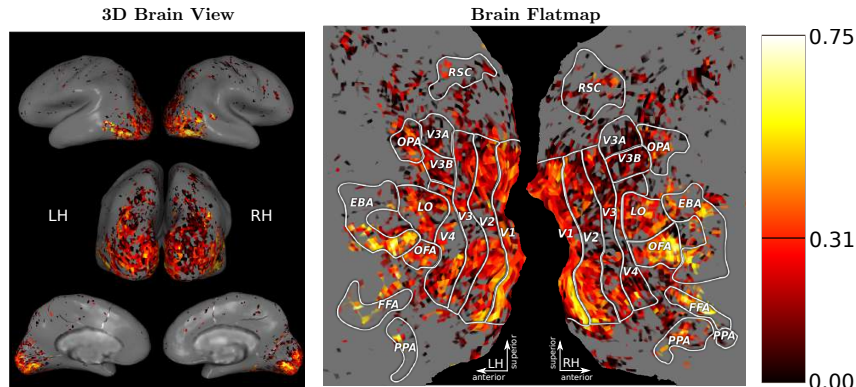 3D Brain View
Brain Flatmap
LH
RH
RSC
V3A
OPA
V3B
EBA
LO
V3
V2
V1
V4
OFA
FFA
PPA
LH
anterior
superior
RSC
V3A
V3B
OPA
EBA
LO
V3
V1
V2
OFA
V4
FFA
PPA
PPA
superior
RH
anterior
0.75
0.31
0.00